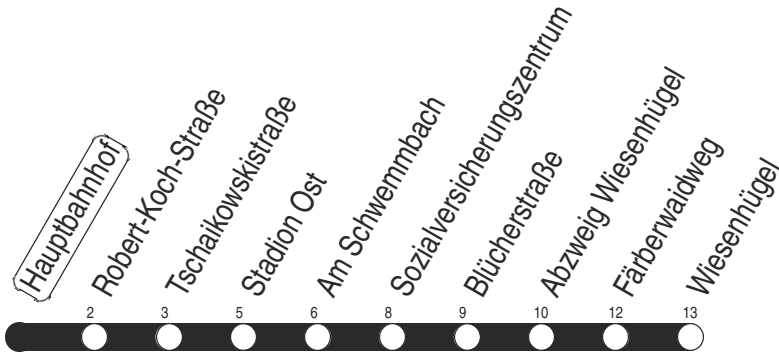 Hauptbahnhof
Robert-Koch-Straße
Tschaikowskistraße
Stadion Ost
Am Schwemmbach
Sozialversicherungszentrum
Blücherstraße
Abzweig Wiesenhügel
Färberwaidweg
Wiesenhügel
2 3 5 6 8 9 10 12 13